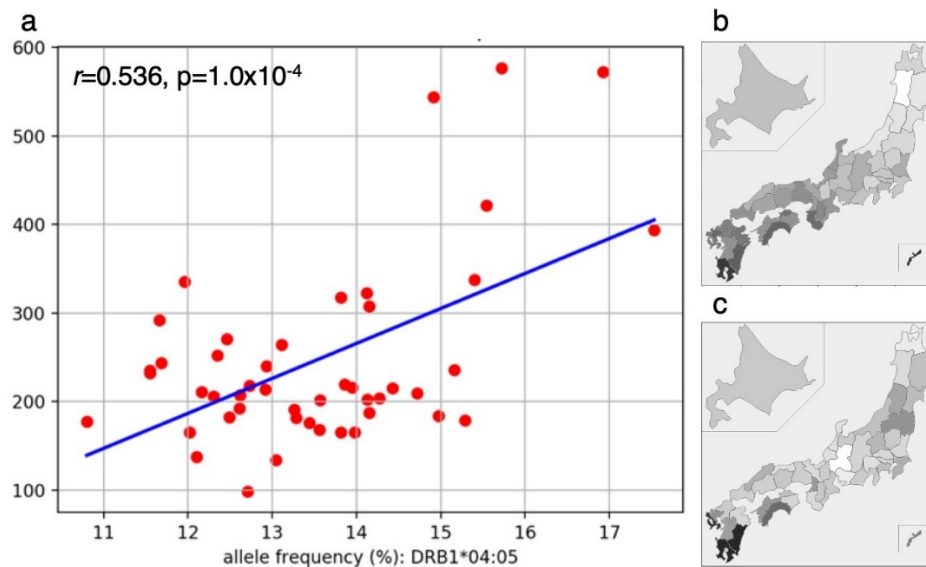 a
b
600
r=0.536, p=1.0x10⁻⁴
500
400
300
c
200
100
11 12 13 14 15 16 17
allele frequency (%): DRB1*04:05